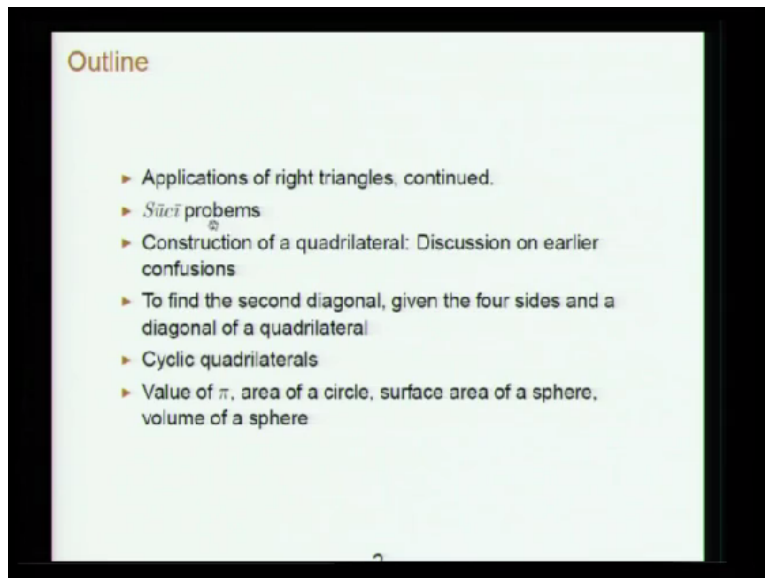 Outline
▸ Applications of right triangles, continued.
▸ Sūcī probems
▸ Construction of a quadrilateral: Discussion on earlier
confusions
▸ To find the second diagonal, given the four sides and a
diagonal of a quadrilateral
▸ Cyclic quadrilaterals
▸ Value of π, area of a circle, surface area of a sphere,
volume of a sphere